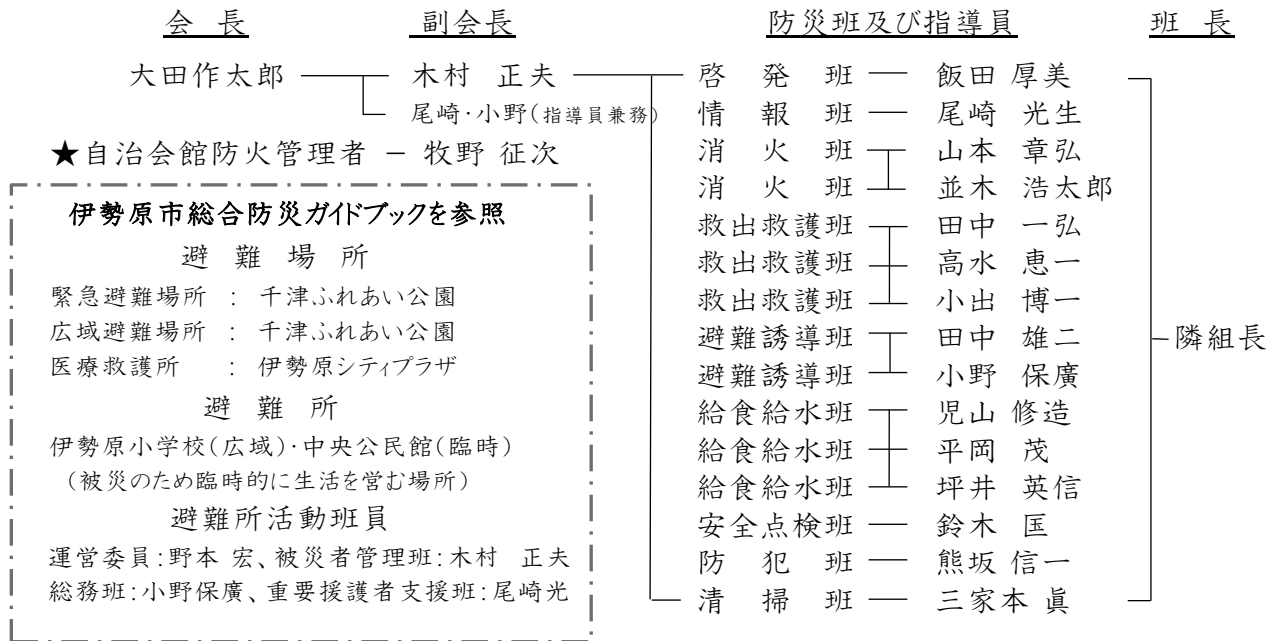 会 長 副会長 防災班及び指導員 班 長
大田作太郎 木村 正夫
尾崎・小野(指導員兼務)
★自治会館防火管理者 － 牧野 征次
伊勢原市総合防災ガイドブックを参照
避 難 場 所
緊急避難場所 : 千津ふれあい公園
広域避難場所 : 千津ふれあい公園
医療救護所 : 伊勢原シティプラザ
避 難 所
伊勢原小学校(広域)・中央公民館(臨時)
(被災のため臨時的に生活を営む場所)
避難所活動班員
運営委員:野本 宏、被災者管理班:木村 正夫
総務班:小野保廣、重要援護者支援班:尾崎光
啓 発 班 飯田 厚美
情 報 班 尾崎 光生
消 火 班 山本 章弘
消 火 班 並木 浩太郎
救出救護班 田中 一弘
救出救護班 高水 恵一
救出救護班 小出 博一
避難誘導班 田中 雄二
避難誘導班 小野 保廣
給食給水班 児山 修造
給食給水班 平岡 茂
給食給水班 坪井 英信
安全点検班 鈴木 匡
防 犯 班 熊坂 信一
清 掃 班 三家本 眞
隣組長